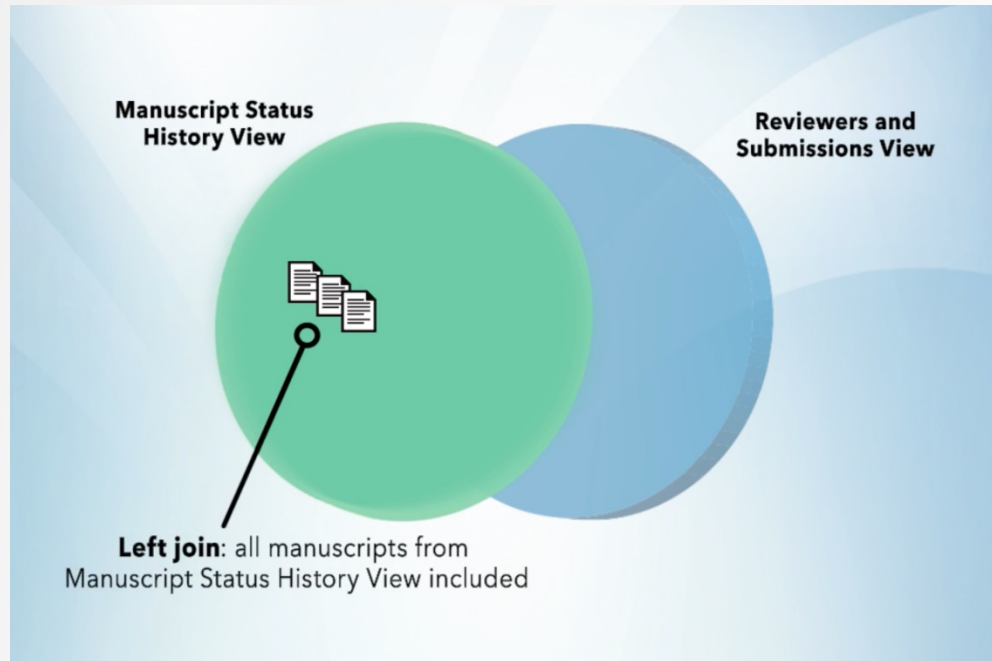 Manuscript Status
History View
Reviewers and
Submissions View
Left join: all manuscripts from
Manuscript Status History View included